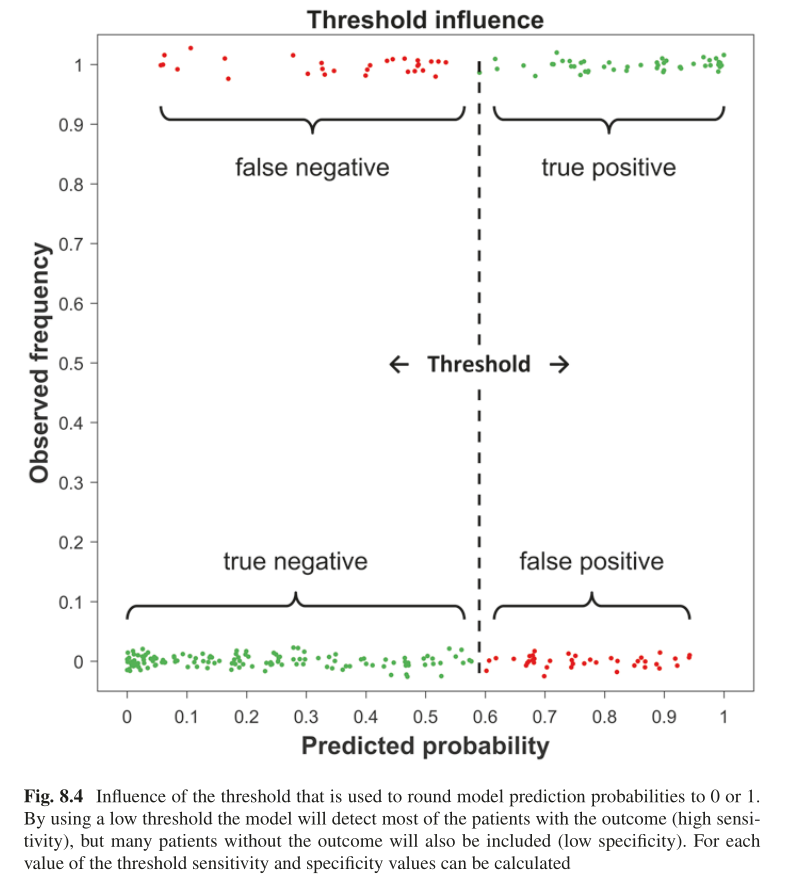 Threshold influence
1
0.9
false negative
true positive
0.8
0.7
0.6
Observed frequency
0.5
← Threshold →
0.4
0.3
0.2
true negative
false positive
0.1
0
0 0.1 0.2 0.3 0.4 0.5 0.6 0.7 0.8 0.9 1
Predicted probability
Fig. 8.4 Influence of the threshold that is used to round model prediction probabilities to 0 or 1.
By using a low threshold the model will detect most of the patients with the outcome (high sensi-
tivity), but many patients without the outcome will also be included (low specificity). For each
value of the threshold sensitivity and specificity values can be calculated